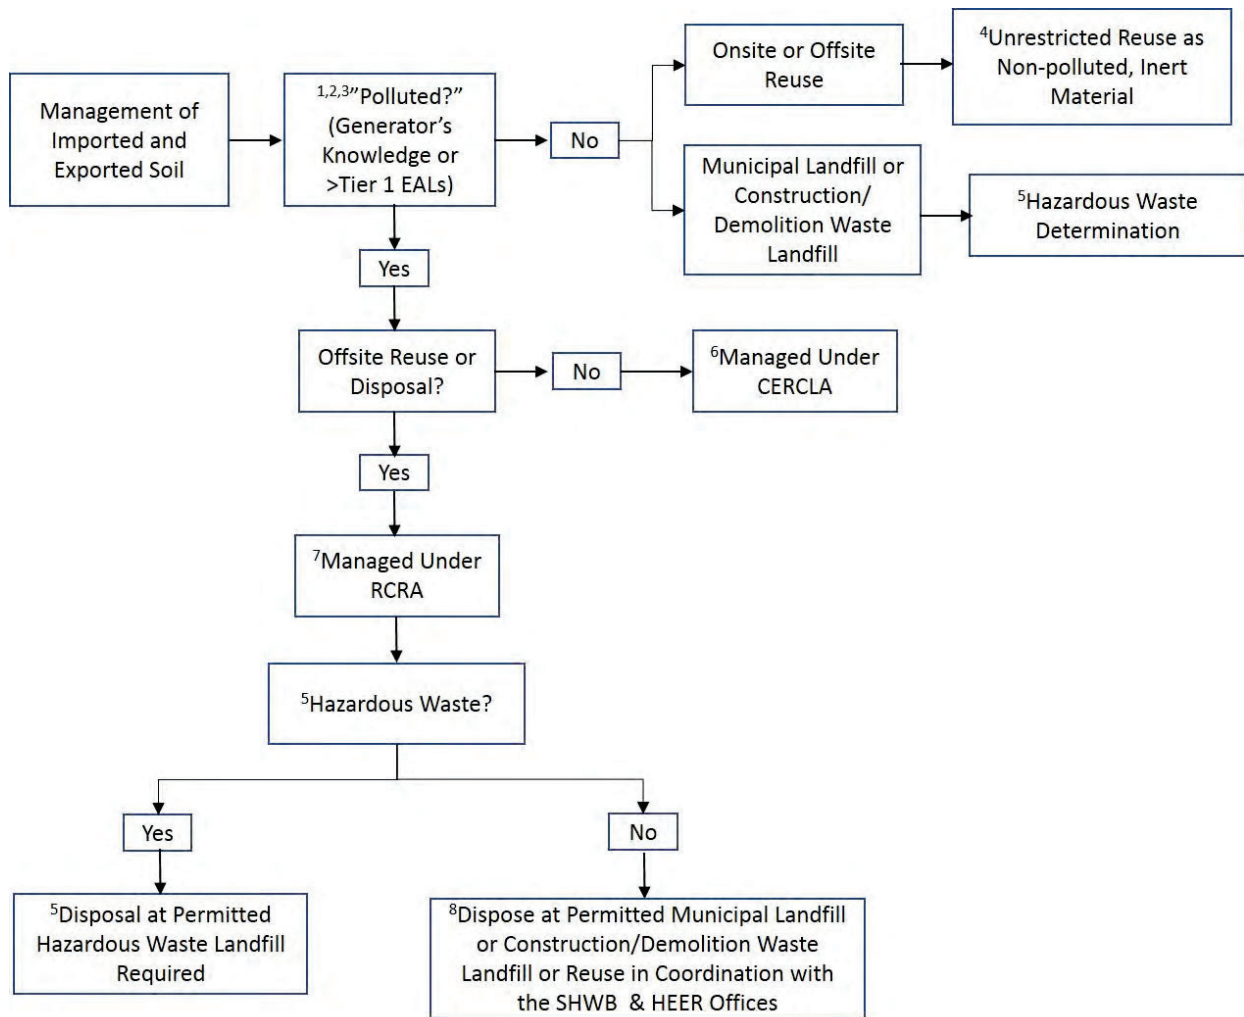 Management of
Imported and
Exported Soil
1,2,3"Polluted?"
(Generator's
Knowledge or
>Tier 1 EALs)
No
Onsite or Offsite
Reuse
4Unrestricted Reuse as
Non-polluted, Inert
Material
Municipal Landfill or
Construction/
Demolition Waste
Landfill
5Hazardous Waste
Determination
Yes
Offsite Reuse or
Disposal?
No
6Managed Under
CERCLA
Yes
7Managed Under
RCRA
5Hazardous Waste?
Yes
No
5Disposal at Permitted
Hazardous Waste Landfill
Required
8Dispose at Permitted Municipal Landfill
or Construction/Demolition Waste
Landfill or Reuse in Coordination with
the SHWB & HEER Offices